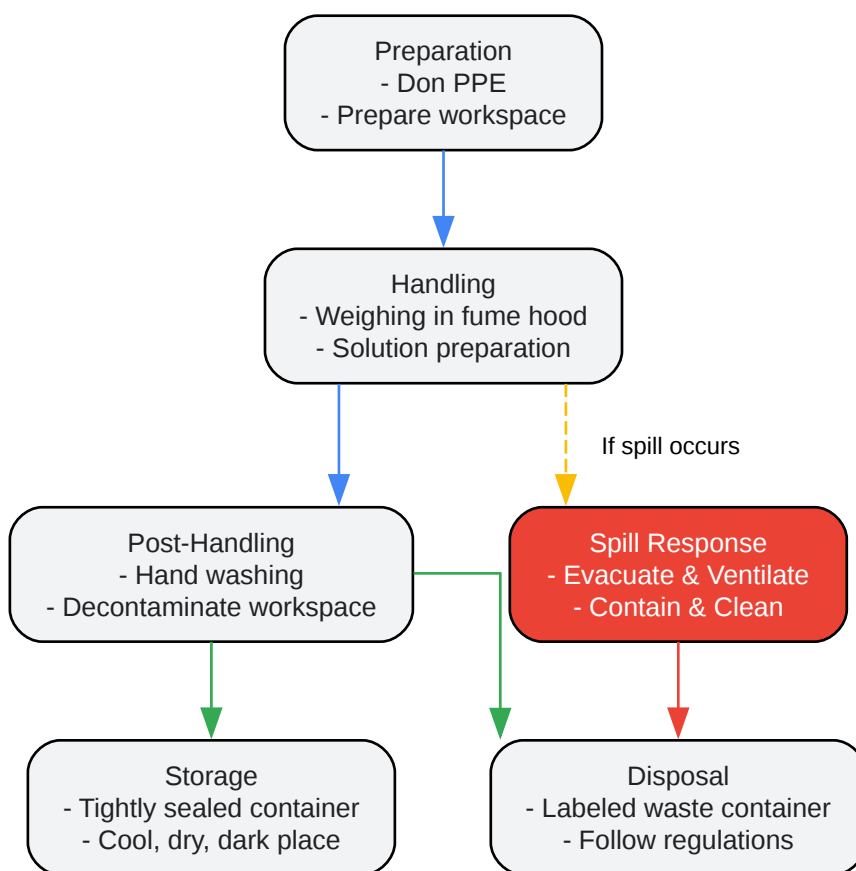 Preparation
- Don PPE
- Prepare workspace
Handling
- Weighing in fume hood
- Solution preparation
If spill occurs
Post-Handling
- Hand washing
- Decontaminate workspace
Spill Response
- Evacuate & Ventilate
- Contain & Clean
Storage
- Tightly sealed container
- Cool, dry, dark place
Disposal
- Labeled waste container
- Follow regulations